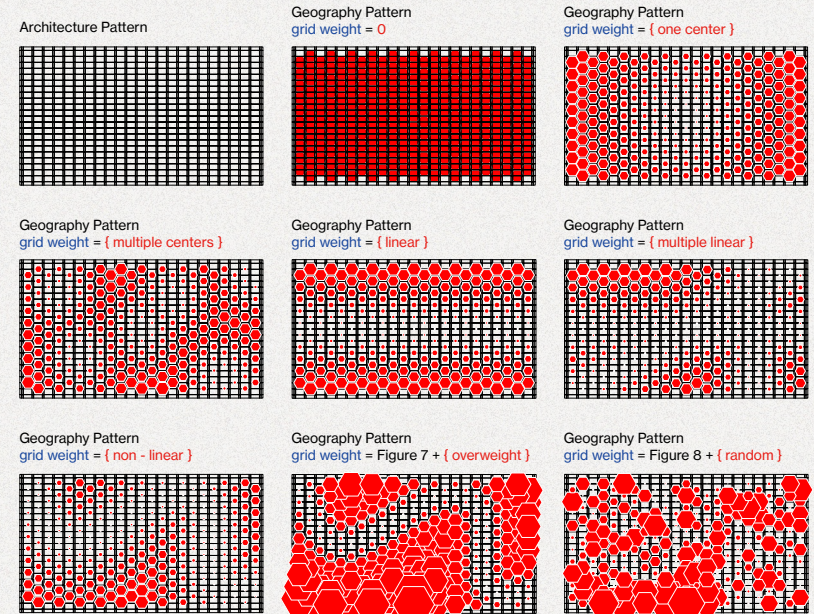 Architecture Pattern
Geography Pattern
grid weight = 0
Geography Pattern
grid weight = { one center }
Geography Pattern
grid weight = { multiple centers }
Geography Pattern
grid weight = { linear }
Geography Pattern
grid weight = { multiple linear }
Geography Pattern
grid weight = { non - linear }
Geography Pattern
grid weight = Figure 7 + { overweight }
Geography Pattern
grid weight = Figure 8 + { random }